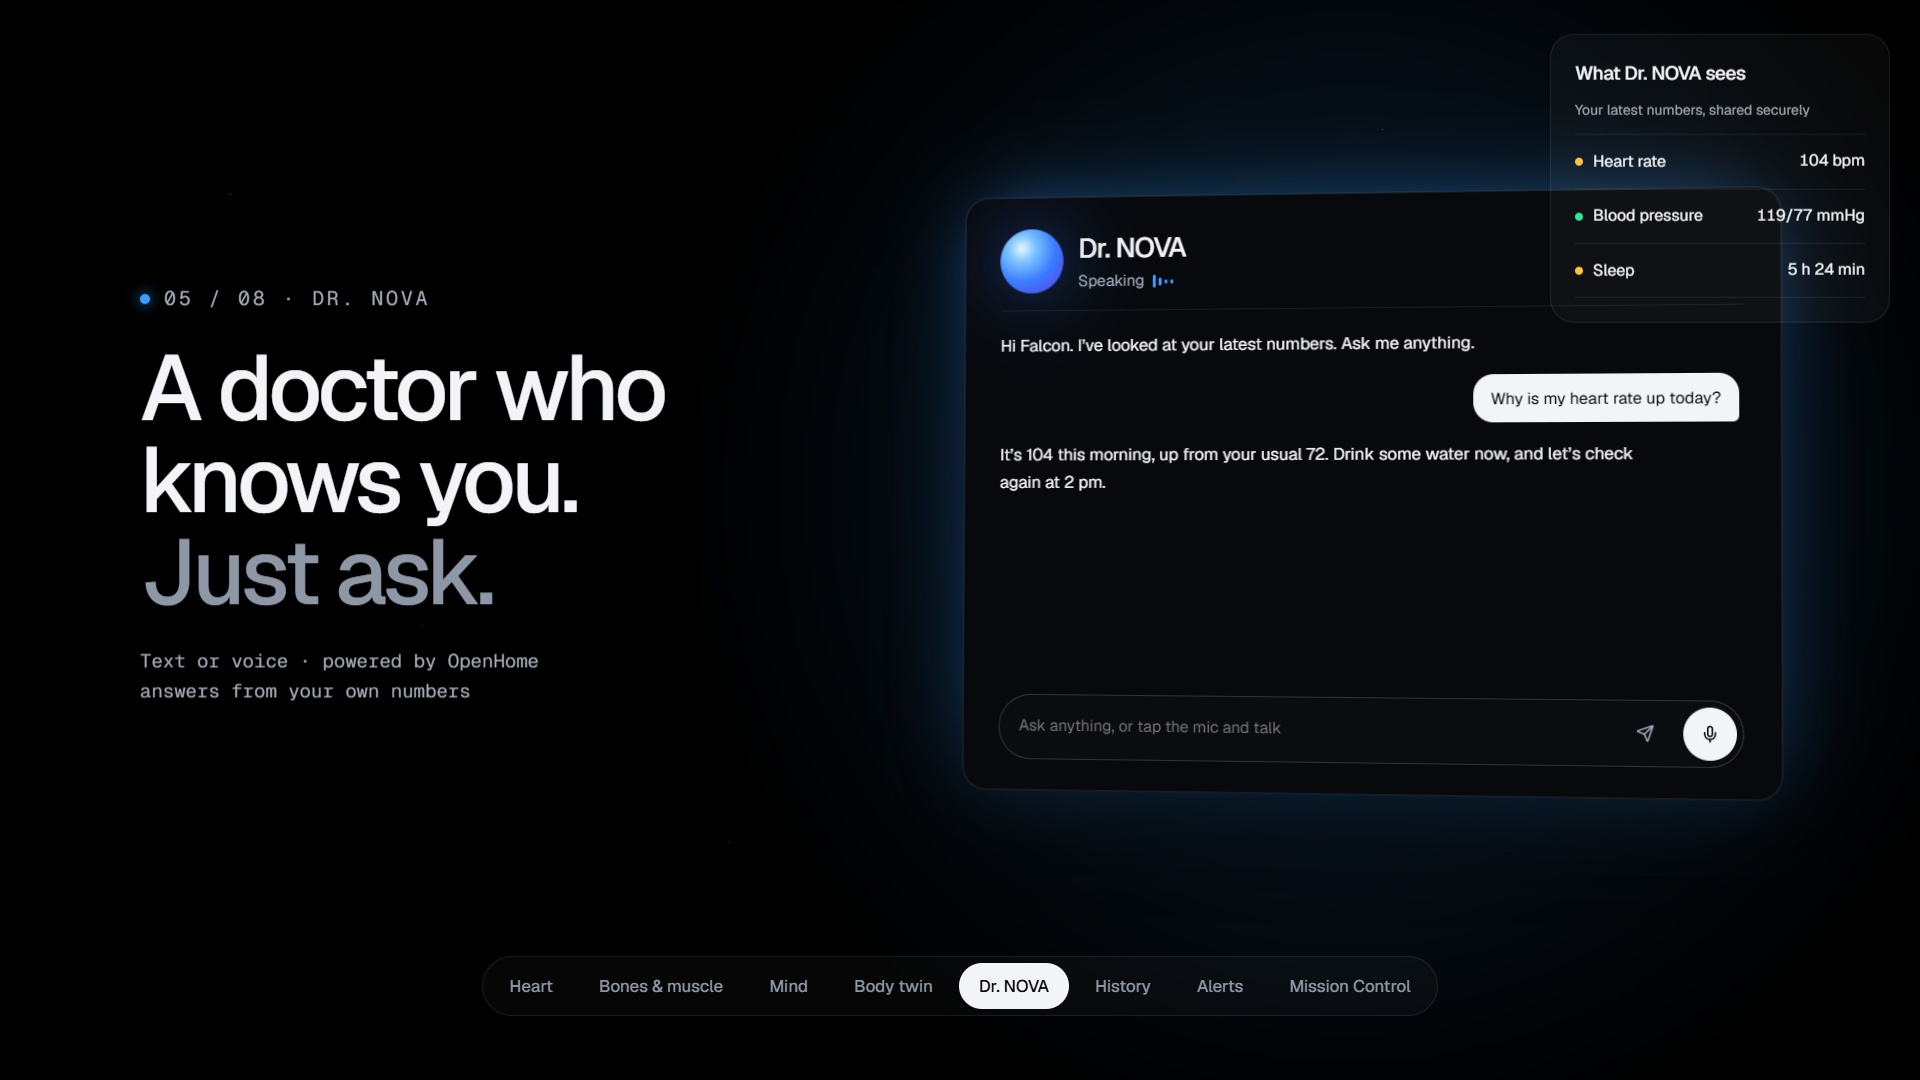 05 / 08 · DR. NOVA
A doctor who
knows you.
Just ask.
Text or voice · powered by OpenHome
answers from your own numbers
What Dr. NOVA sees
Your latest numbers, shared securely
Heart rate 104 bpm
Blood pressure 119/77 mmHg
Sleep 5 h 24 min
Dr. NOVA
Speaking
Hi Falcon. I’ve looked at your latest numbers. Ask me anything.
Why is my heart rate up today?
It’s 104 this morning, up from your usual 72. Drink some water now, and let’s check
again at 2 pm.
Ask anything, or tap the mic and talk
Heart Bones & muscle Mind Body twin Dr. NOVA History Alerts Mission Control